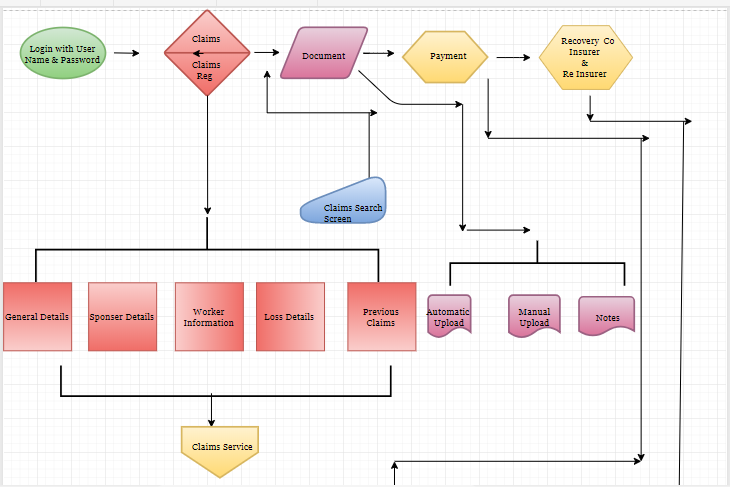 Login with User
Name & Password
Claims
Claims
Reg
Document
Payment
Recovery Co
Insurer
&
Re Insurer
Claims Search
Screen
General Details
Sponser Details
Worker
Information
Loss Details
Previous
Claims
Automatic
Upload
Manual
Upload
Notes
Claims Service